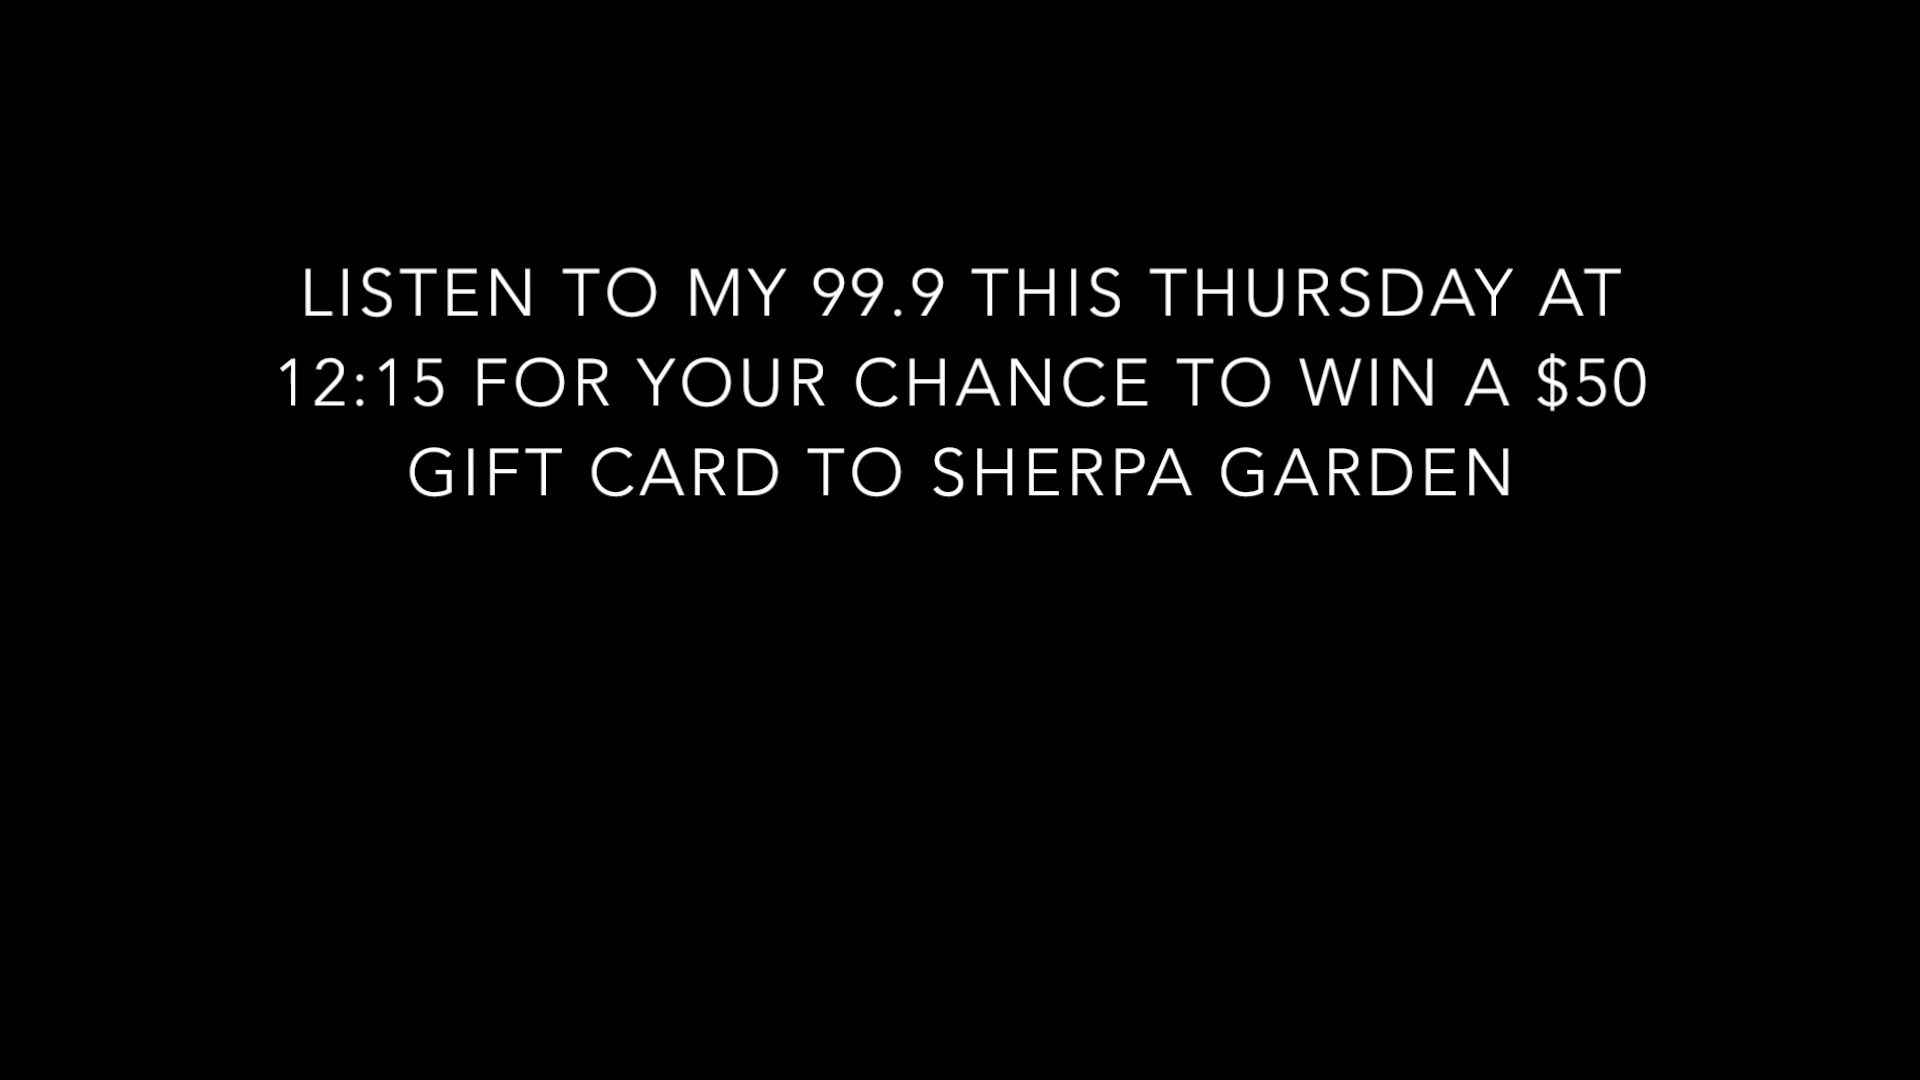 LISTEN TO MY 99.9 THIS THURSDAY AT
12:15 FOR YOUR CHANCE TO WIN A $50
GIFT CARD TO SHERPA GARDEN